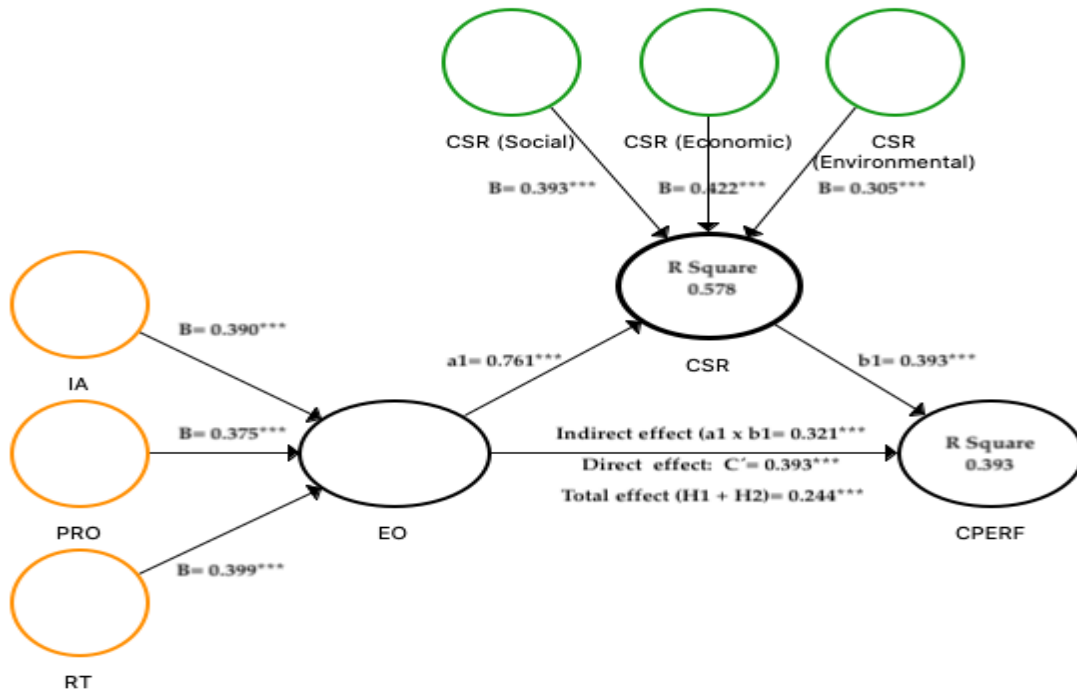 CSR (Social)
CSR (Economic)
CSR
(Environmental)
B= 0.393***
B= 0.422***
B= 0.305***
R Square
0.578
CSR
B= 0.390***
IA
a1= 0.761***
b1= 0.393***
B= 0.375***
PRO
EO
Indirect effect (a1 x b1= 0.321***
Direct effect: C´= 0.393***
Total effect (H1 + H2)= 0.244***
R Square
0.393
CPERF
B= 0.399***
RT